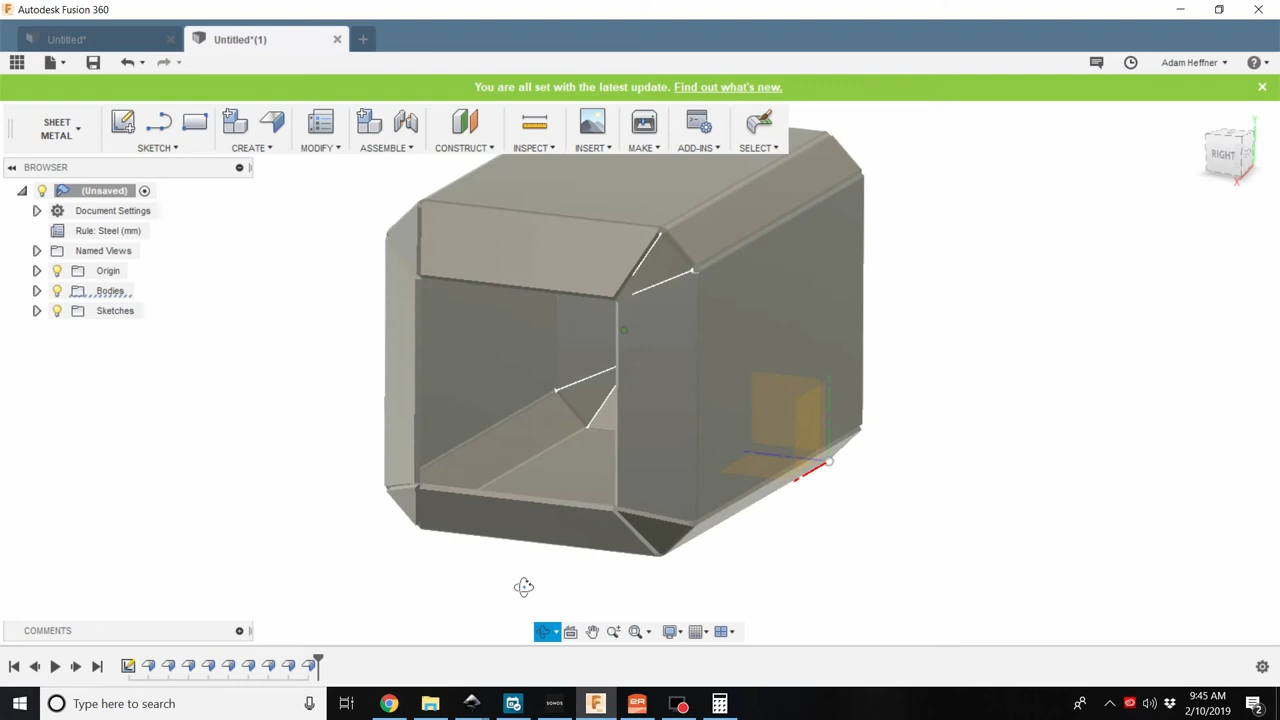 Autodesk Fusion 360
Untitled*
Untitled*(1)
Adam Heffner
You are all set with the latest update. Find out what's new.
SHEET METAL
SKETCH
CREATE
MODIFY
ASSEMBLE
CONSTRUCT
INSPECT
INSERT
MAKE
ADD-INS
SELECT
BROWSER
(Unsaved)
Document Settings
Rule: Steel (mm)
Named Views
Origin
Bodies
Sketches
Y
RIGHT
X
COMMENTS
Type here to search
SONOS
eR
F
9:45 AM
2/10/2019
2